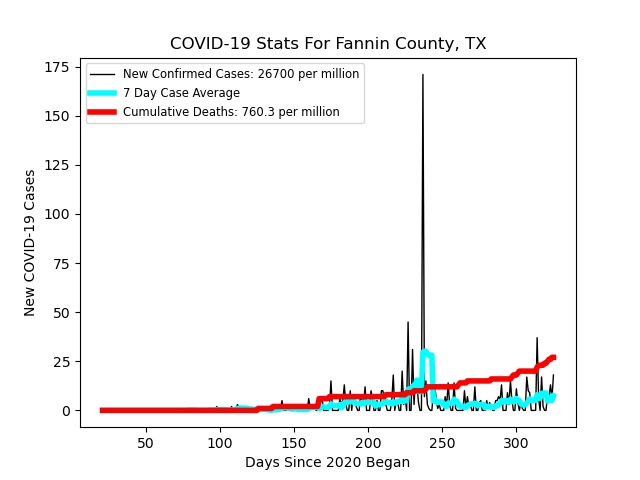 COVID-19 Stats For Fannin County, TX
New Confirmed Cases: 26700 per million
7 Day Case Average
Cumulative Deaths: 760.3 per million
New COVID-19 Cases
175
150
125
100
75
50
25
0
50 100 150 200 250 300
Days Since 2020 Began